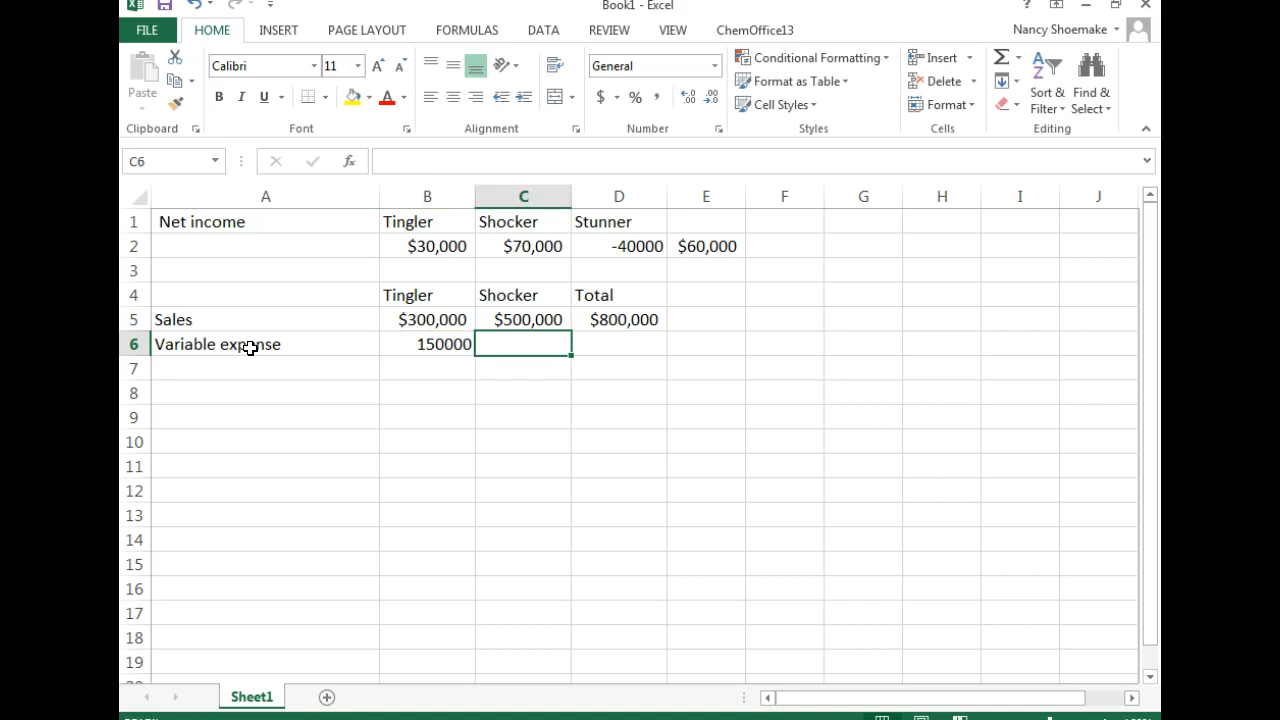 Book1 - Excel
?
FILE HOME INSERT PAGE LAYOUT FORMULAS DATA REVIEW VIEW ChemOffice13 Nancy Shoemake
Calibri 11 General Conditional Formatting Insert
Format as Table Delete
Paste B I U $ % , Cell Styles Format Sort & Filter Find & Select
Clipboard Font Alignment Number Styles Cells Editing
C6 fx
A B C D E F G H I J
1 Net income Tingler Shocker Stunner
2 $30,000 $70,000 -40000 $60,000
3
4 Tingler Shocker Total
5 Sales $300,000 $500,000 $800,000
6 Variable expense 150000
7
8
9
10
11
12
13
14
15
16
17
18
19
Sheet1